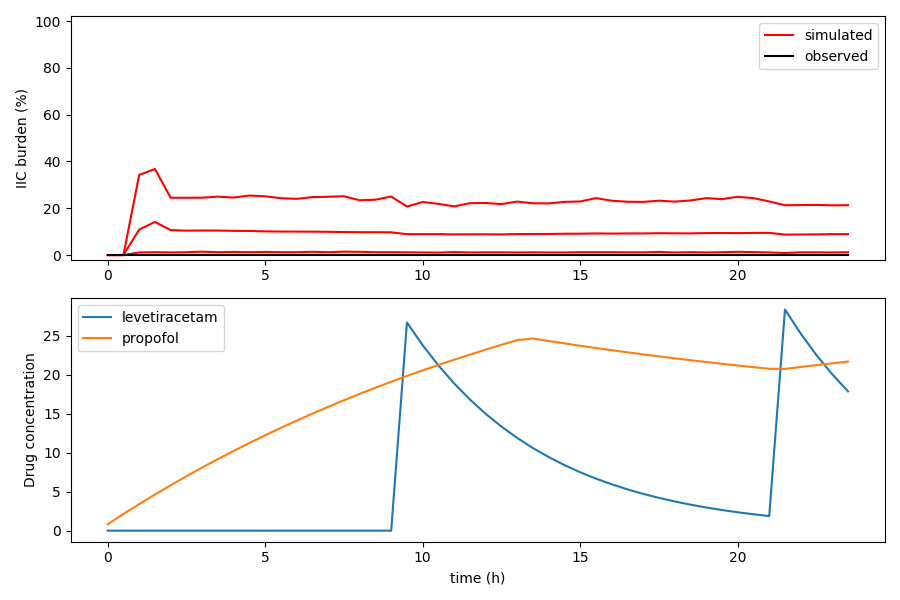 100
80
60
40
20
0
IIC burden (%)
simulated
observed
0 5 10 15 20
levetiracetam
propofol
25
20
15
10
5
0
Drug concentration
0 5 10 15 20
time (h)